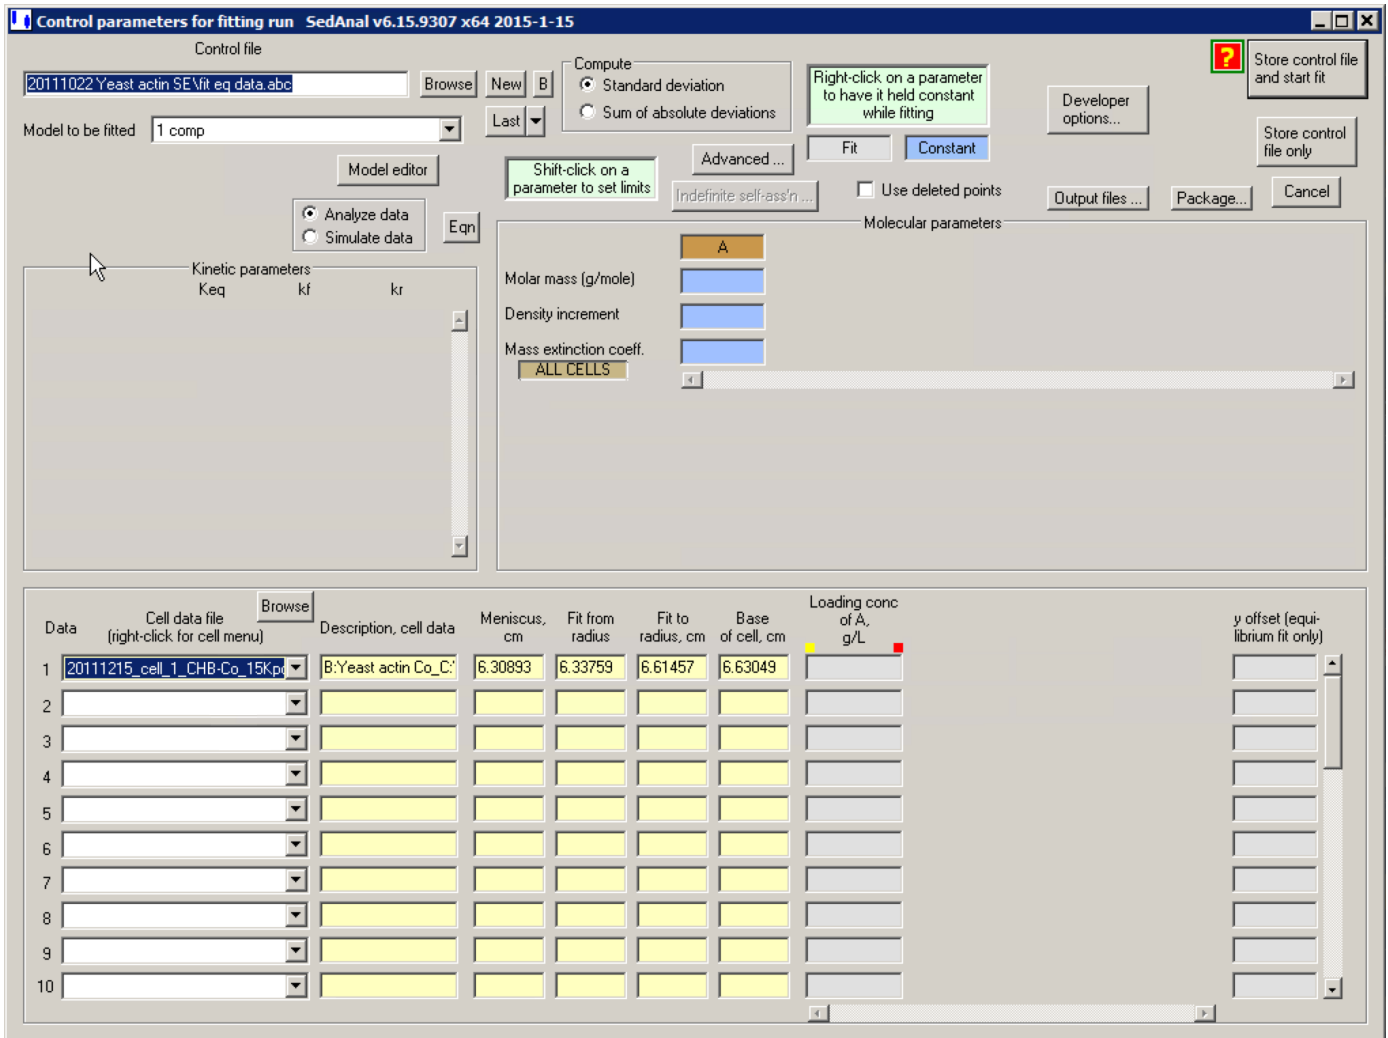 Control parameters for fitting run SedAnal v6.15.9307 x64 2015-1-15
Control file
20111022 Yeast actin SE\fit eq data.abc
Browse
New
B
Last
Model to be fitted
1 comp
Model editor
Analyze data
Simulate data
Eqn
Compute
Standard deviation
Sum of absolute deviations
Right-click on a parameter
to have it held constant
while fitting
Fit
Constant
Shift-click on a
parameter to set limits
Advanced ...
Indefinite self-ass'n ...
Use deleted points
Developer
options...
?
Store control file
and start fit
Store control
file only
Output files ...
Package...
Cancel
Kinetic parameters
Keq kf kr
Molecular parameters
A
Molar mass (g/mole)
Density increment
Mass extinction coeff.
ALL CELLS
Data
Cell data file
(right-click for cell menu)
Browse
Description, cell data
Meniscus,
cm
Fit from
radius
Fit to
radius, cm
Base
of cell, cm
Loading conc
of A,
g/L
y offset (equi-
librium fit only)
1 20111215_cell_1_CHB-Co_15Kpo B:Yeast actin Co_C:' 6.30893 6.33759 6.61457 6.63049
2
3
4
5
6
7
8
9
10